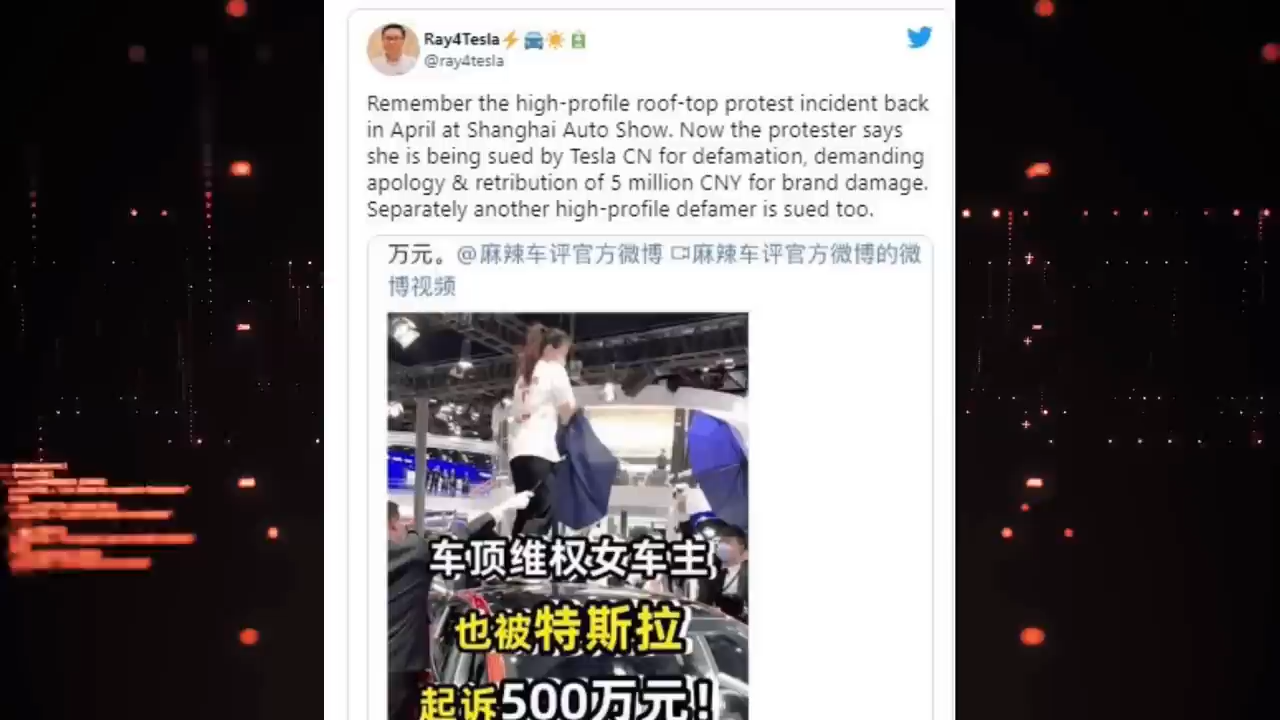 Ray4Tesla⚡🚘☀️🔋
@ray4tesla
Remember the high-profile roof-top protest incident back
in April at Shanghai Auto Show. Now the protester says
she is being sued by Tesla CN for defamation, demanding
apology & retribution of 5 million CNY for brand damage.
Separately another high-profile defamer is sued too.
万元。@麻辣车评官方微博 麻辣车评官方微博的微
博视频
车顶维权女车主,
也被特斯拉
起诉500万元!